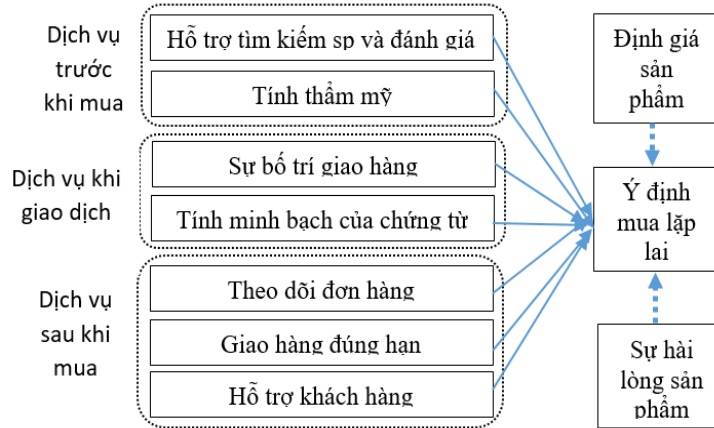 Dịch vụ
trước
khi mua
Hỗ trợ tìm kiếm sp và đánh giá
Tính thẩm mỹ
Dịch vụ khi
giao dịch
Sự bố trí giao hàng
Tính minh bạch của chứng từ
Dịch vụ
sau khi
mua
Theo dõi đơn hàng
Giao hàng đúng hạn
Hỗ trợ khách hàng
Định giá
sản
phẩm
Ý định
mua lặp
lai
Sự hài
lòng sản
phẩm